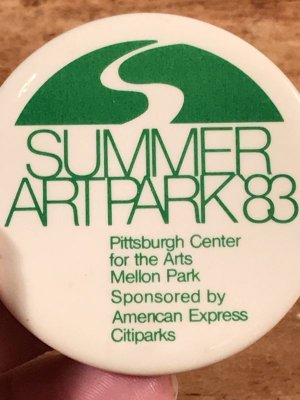 SUMMER
ARTPARK '83
Pittsburgh Center
for the Arts
Mellon Park
Sponsored by
American Express
Citiparks